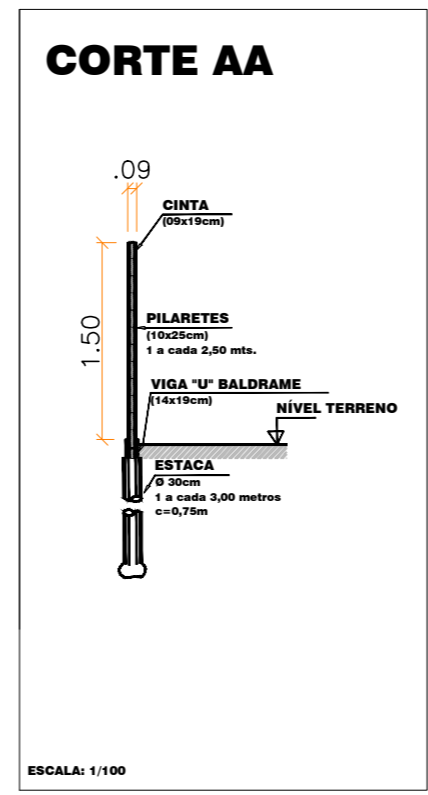 CORTE AA
.09
CINTA
(09x19cm)
1.50
PILARETES
(10x25cm)
1 a cada 2,50 mts.
VIGA "U" BALDRAME
(14x19cm)
NÍVEL TERRENO
ESTACA
Ø 30cm
1 a cada 3,00 metros
c=0,75m
ESCALA: 1/100